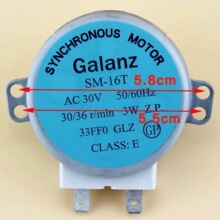 SYNCHRONOUS MOTOR
Galanz
SM-16T
5.8cm
AC 30V 50/60Hz
30/36 r/min 3W Z.P
5.5cm
33FF0 GLZ GP
CLASS: E